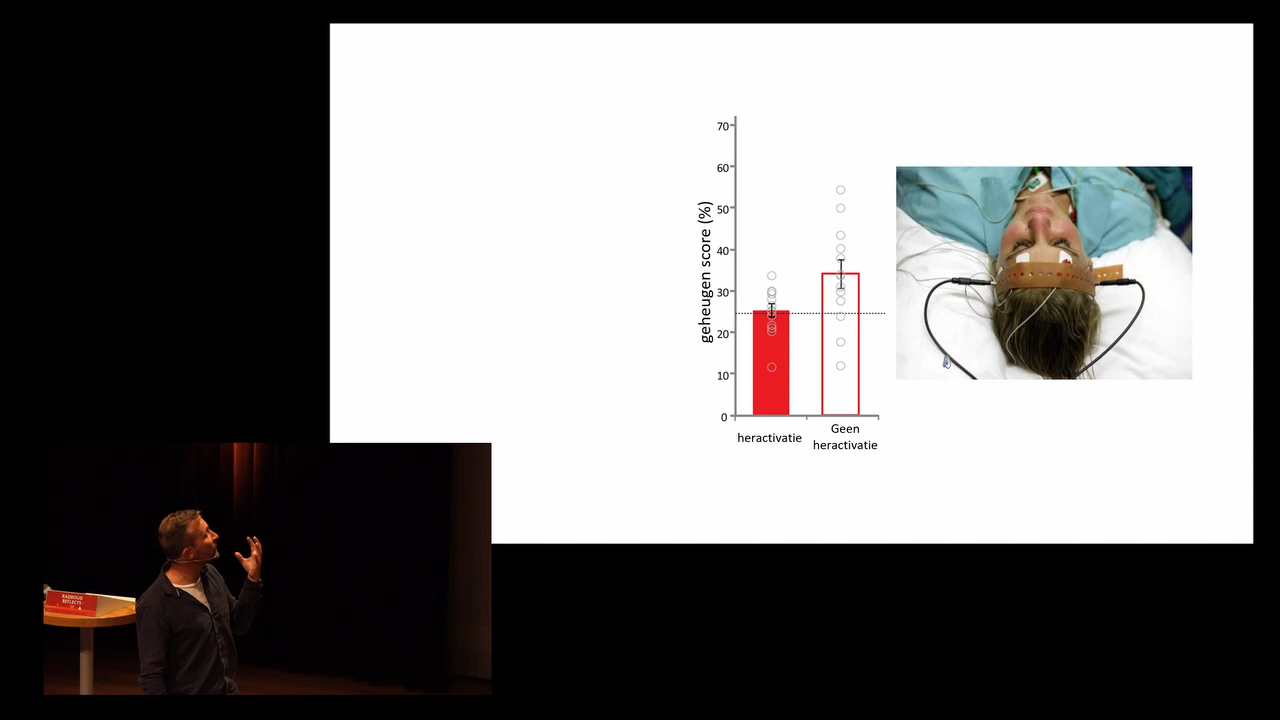 70
60
50
40
30
20
10
0
geheugen score (%)
heractivatie
Geen
heractivatie
RADBOUD
REFLECTS